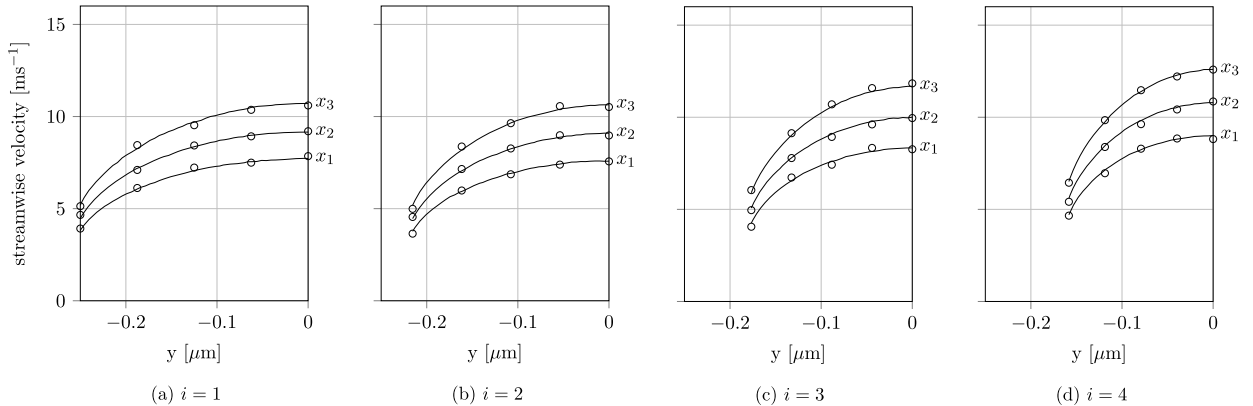 streamwise velocity [ms⁻¹]
15
10
5
0
x₃
x₂
x₁
−0.2 −0.1 0
y [μm]
(a) i = 1
x₃
x₂
x₁
−0.2 −0.1 0
y [μm]
(b) i = 2
x₃
x₂
x₁
−0.2 −0.1 0
y [μm]
(c) i = 3
x₃
x₂
x₁
−0.2 −0.1 0
y [μm]
(d) i = 4